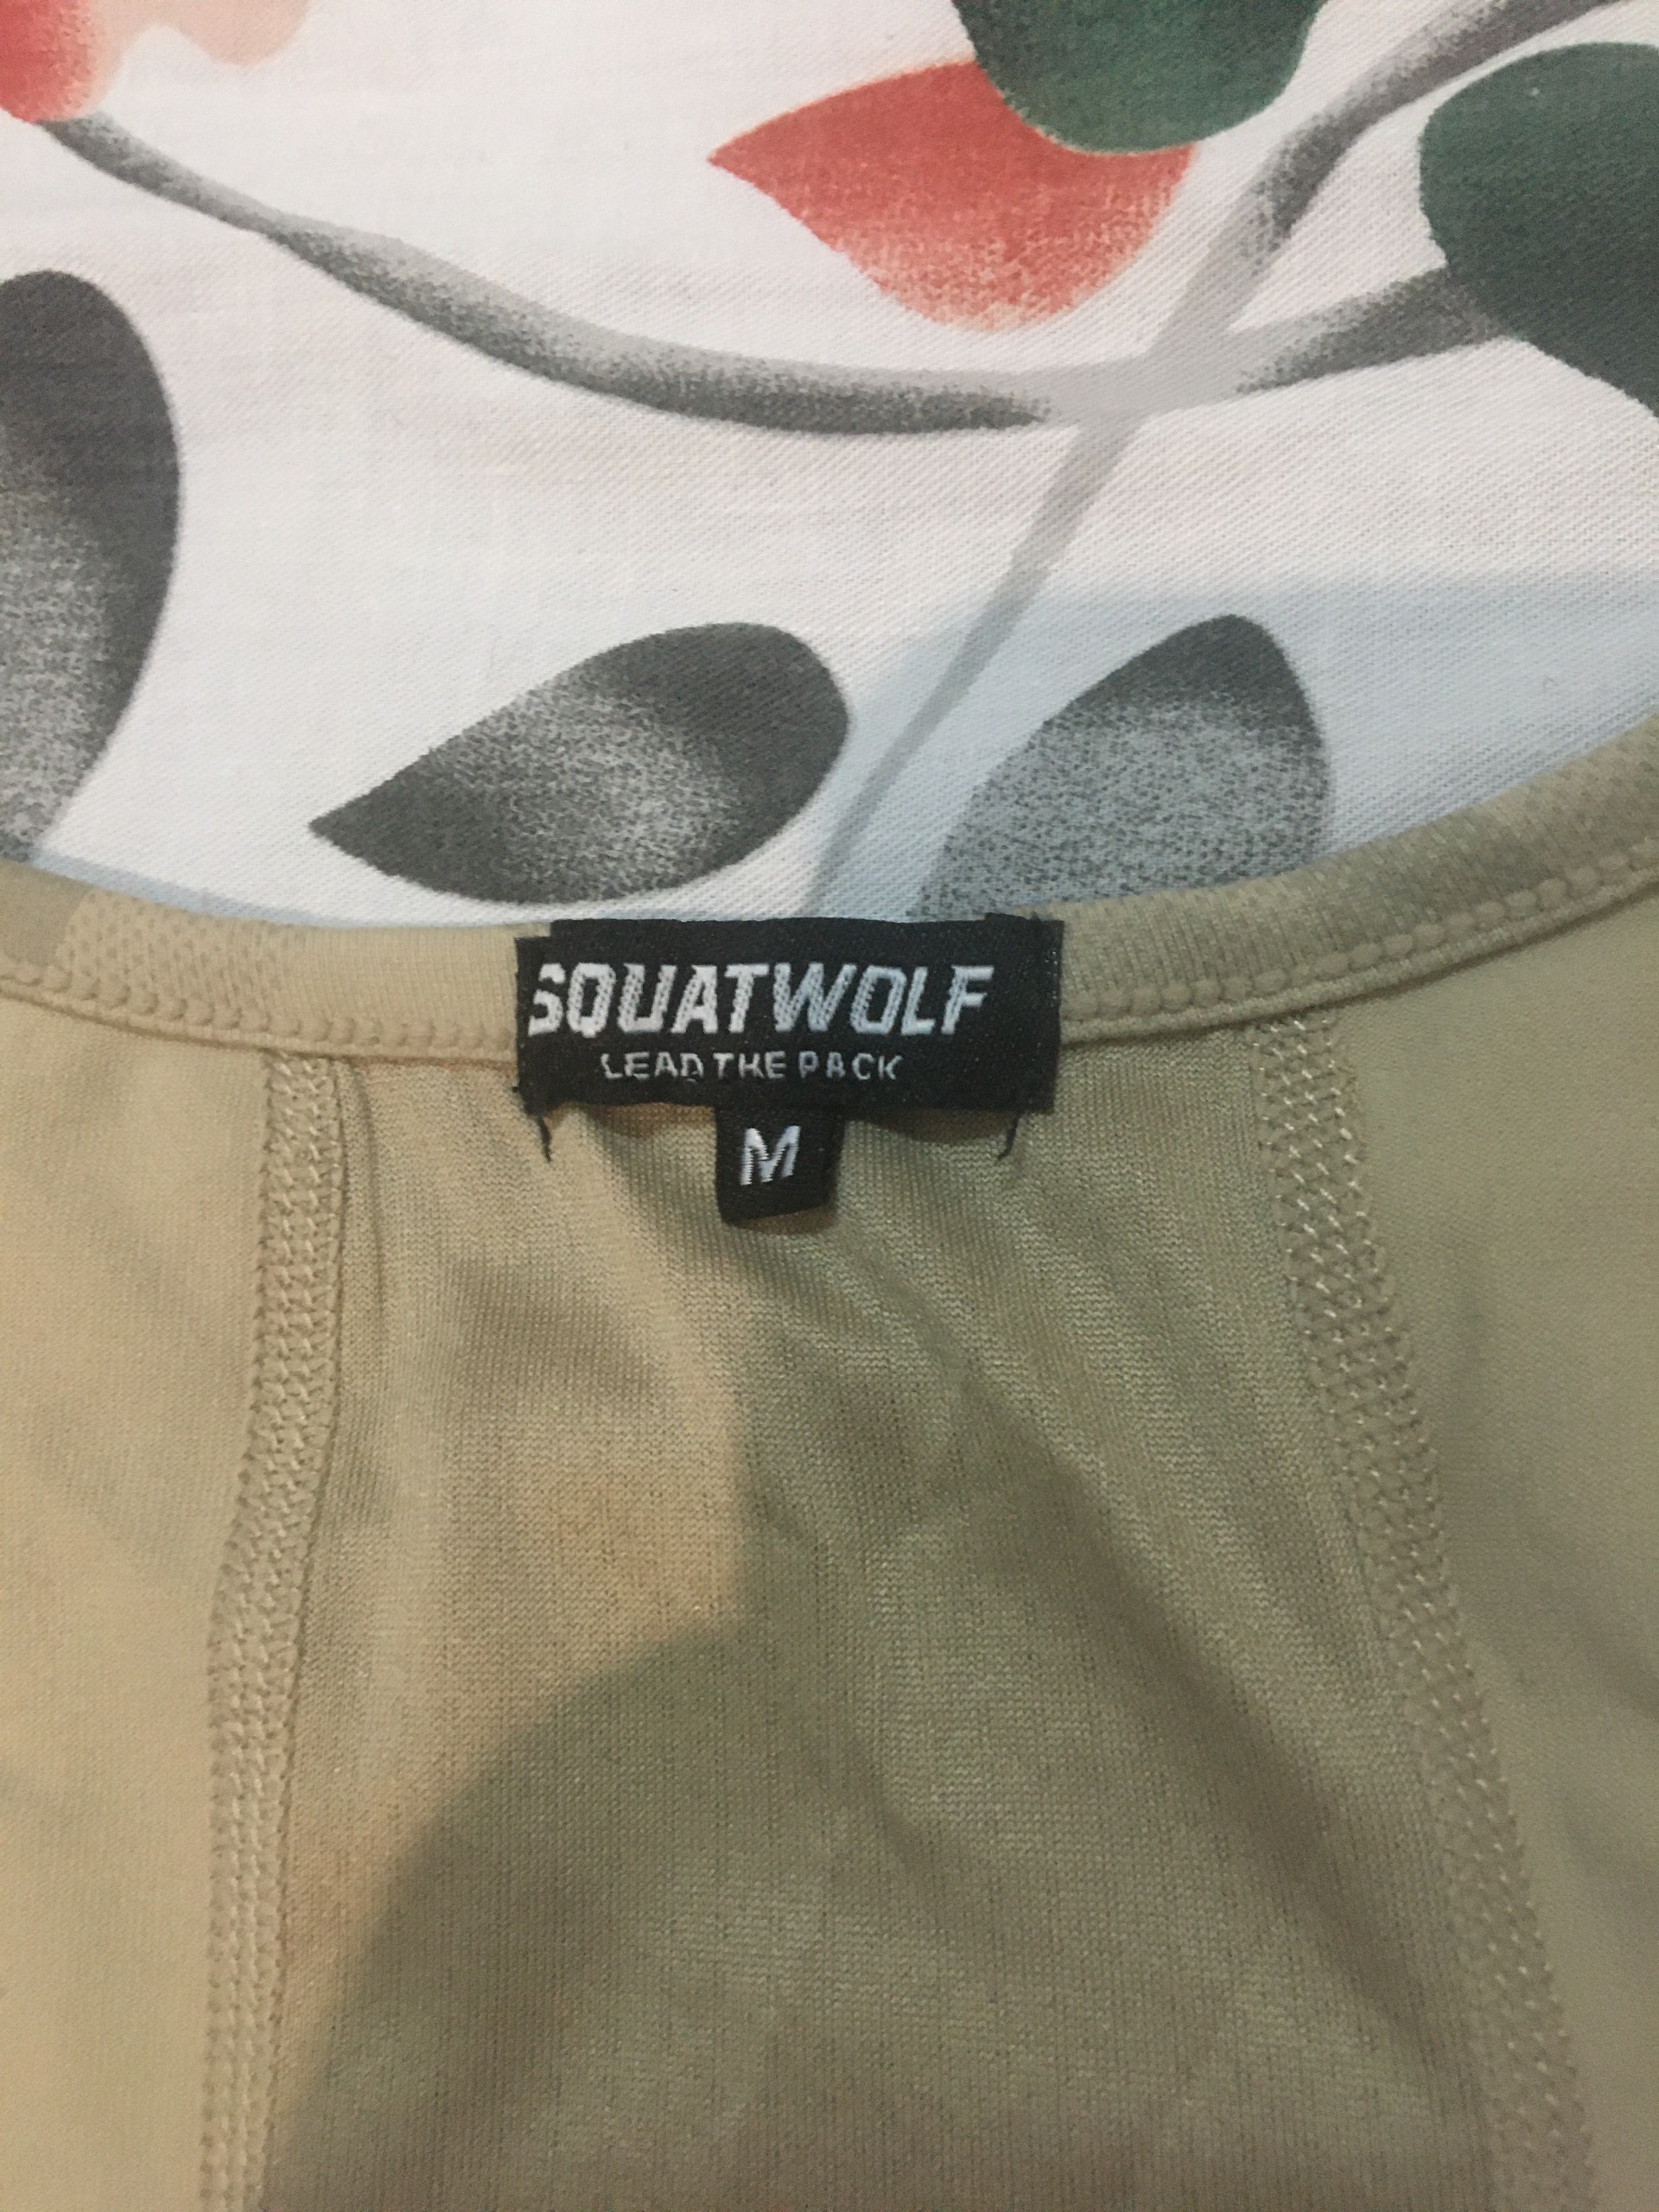 SQUATWOLF
LEAD THE PACK
M